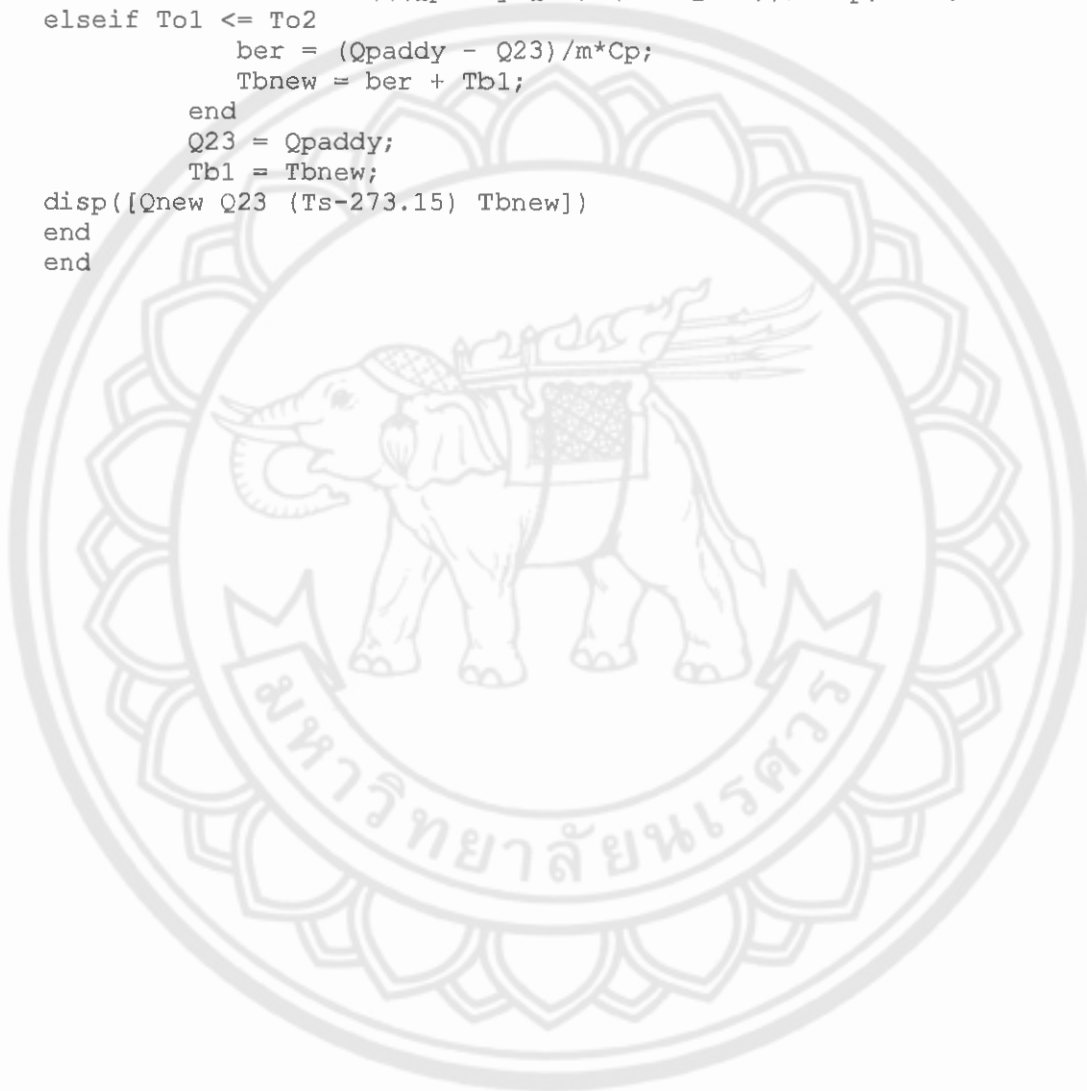 elseif To1 <= To2
ber = (Qpaddy - Q23)/m*Cp;
Tbnew = ber + Tb1;
end
Q23 = Qpaddy;
Tb1 = Tbnew;
disp([Qnew Q23 (Ts-273.15) Tbnew])
end
end
มหาวิทยาลัยนเรศวร